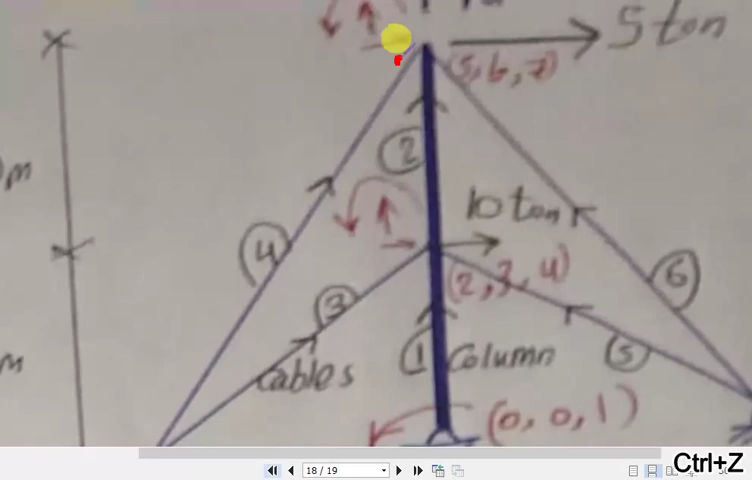 5 ton
(5,6,7)
2
m
10 ton
4
(2,3,4)
6
3
m
cables
1
Column
5
(0,0,1)
18 / 19
Ctrl+Z